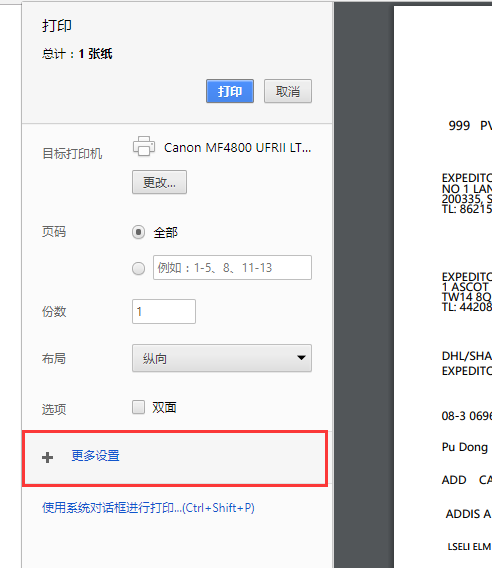 打印
总计：1 张纸
打印 取消
目标打印机 Canon MF4800 UFRII LT...
更改...
页码 全部
例如：1-5、8、11-13
份数 1
布局 纵向
选项 双面
更多设置
使用系统对话框进行打印...(Ctrl+Shift+P)
999 PV
EXPEDITO
NO 1 LAN
200335, S
TL: 86215
EXPEDITO
1 ASCOT
TW14 8Q
TL: 44208
DHL/SHA
EXPEDITO
08-3 0696
Pu Dong
ADD CA
ADDIS A
LSELI ELM